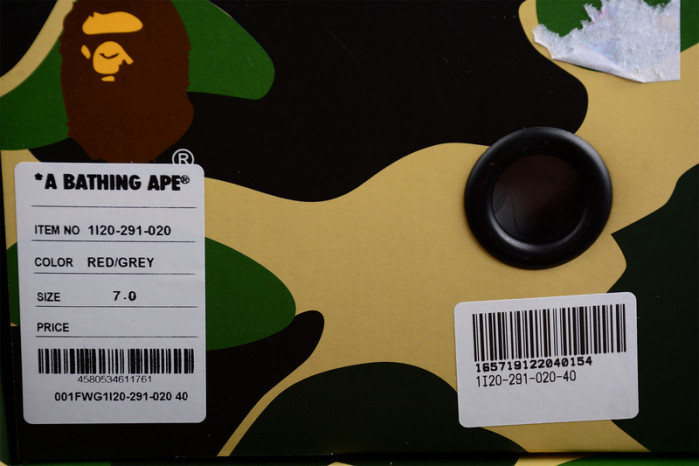 ®
*A BATHING APE®
ITEM NO 1I20-291-020
COLOR RED/GREY
SIZE 7.0
PRICE
4580534611761
001FWG1I20-291-020 40
165719122040154
1I20-291-020-40